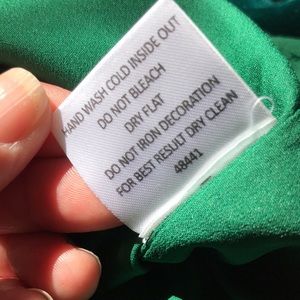 HAND WASH COLD INSIDE OUT
DO NOT BLEACH
DRY FLAT
DO NOT IRON DECORATION
FOR BEST RESULT DRY CLEAN
48441